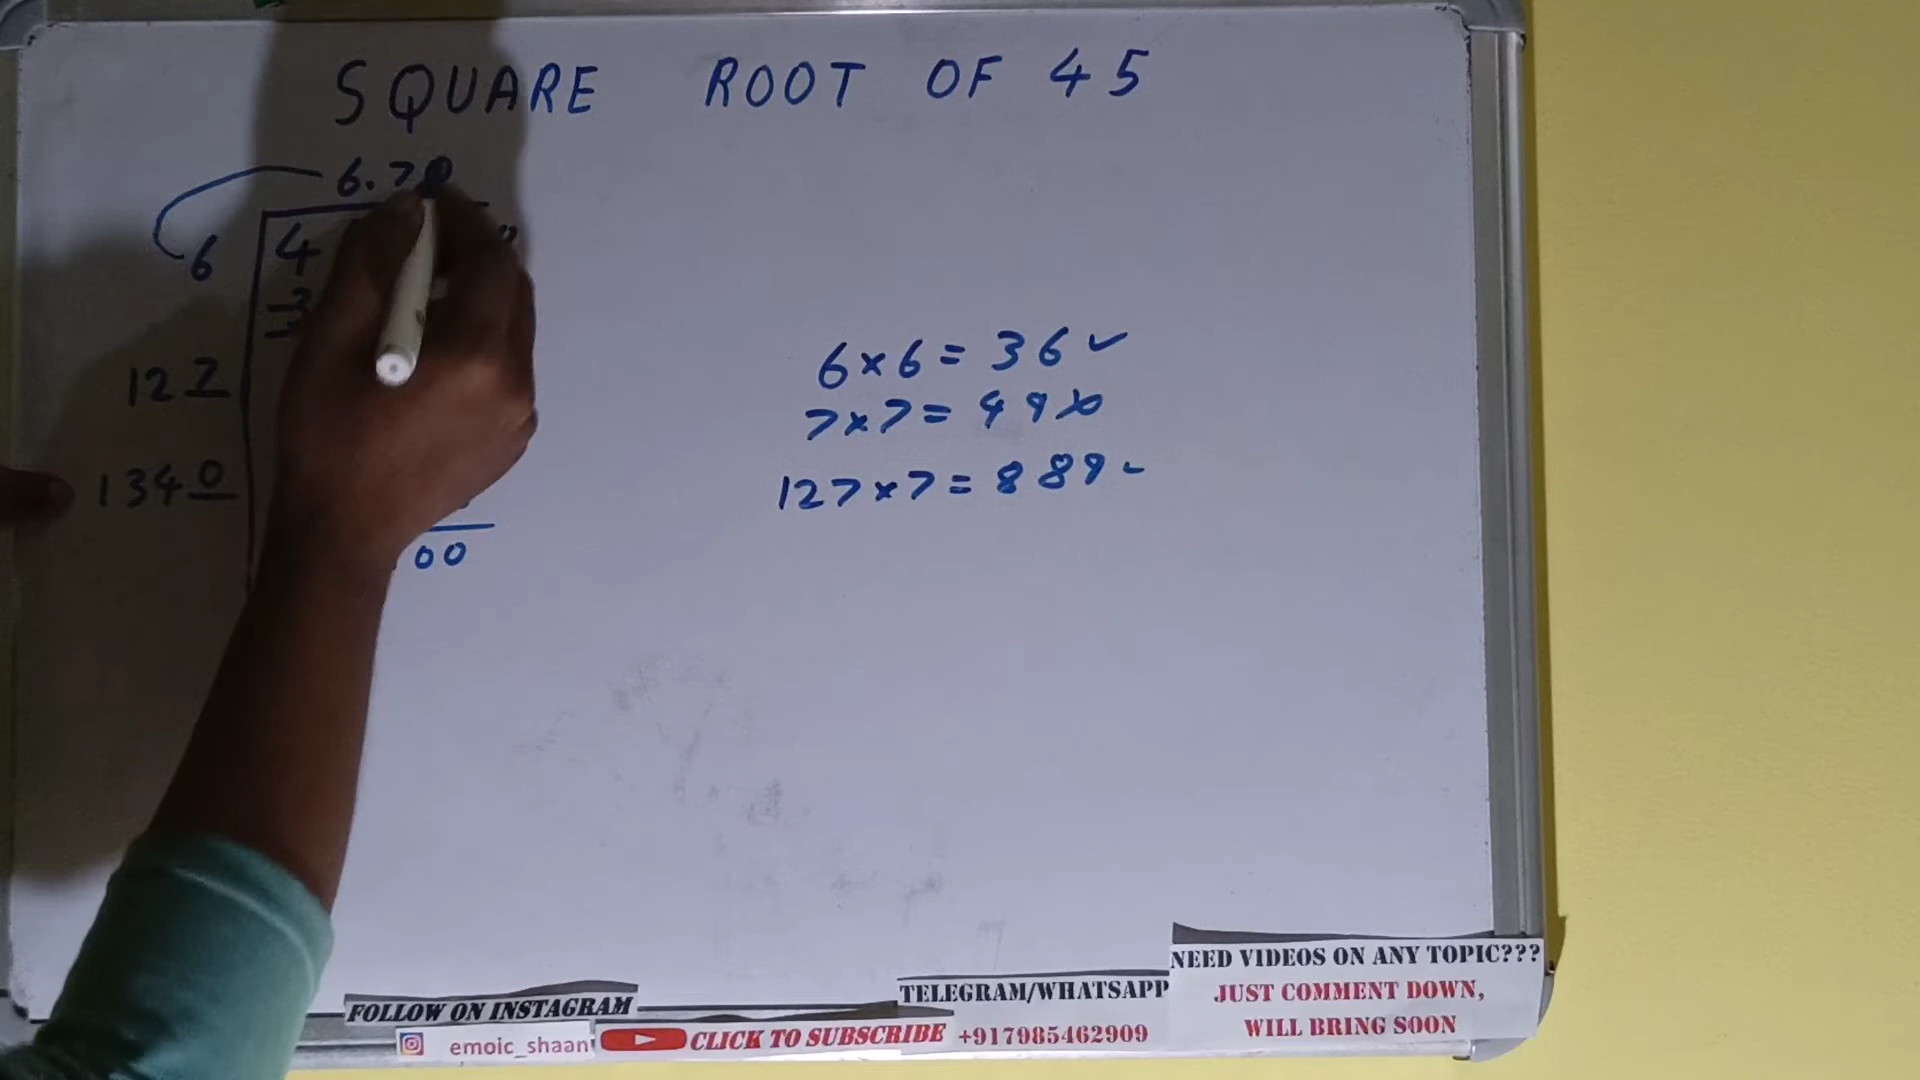 SQUARE ROOT OF 45
6.70
6
4
127
1340
00
6×6=36✓
7×7=49×
127×7=889✓
NEED VIDEOS ON ANY TOPIC???
JUST COMMENT DOWN,
WILL BRING SOON
TELEGRAM/WHATSAPP
+917985462909
FOLLOW ON INSTAGRAM
emoic_shaan
CLICK TO SUBSCRIBE